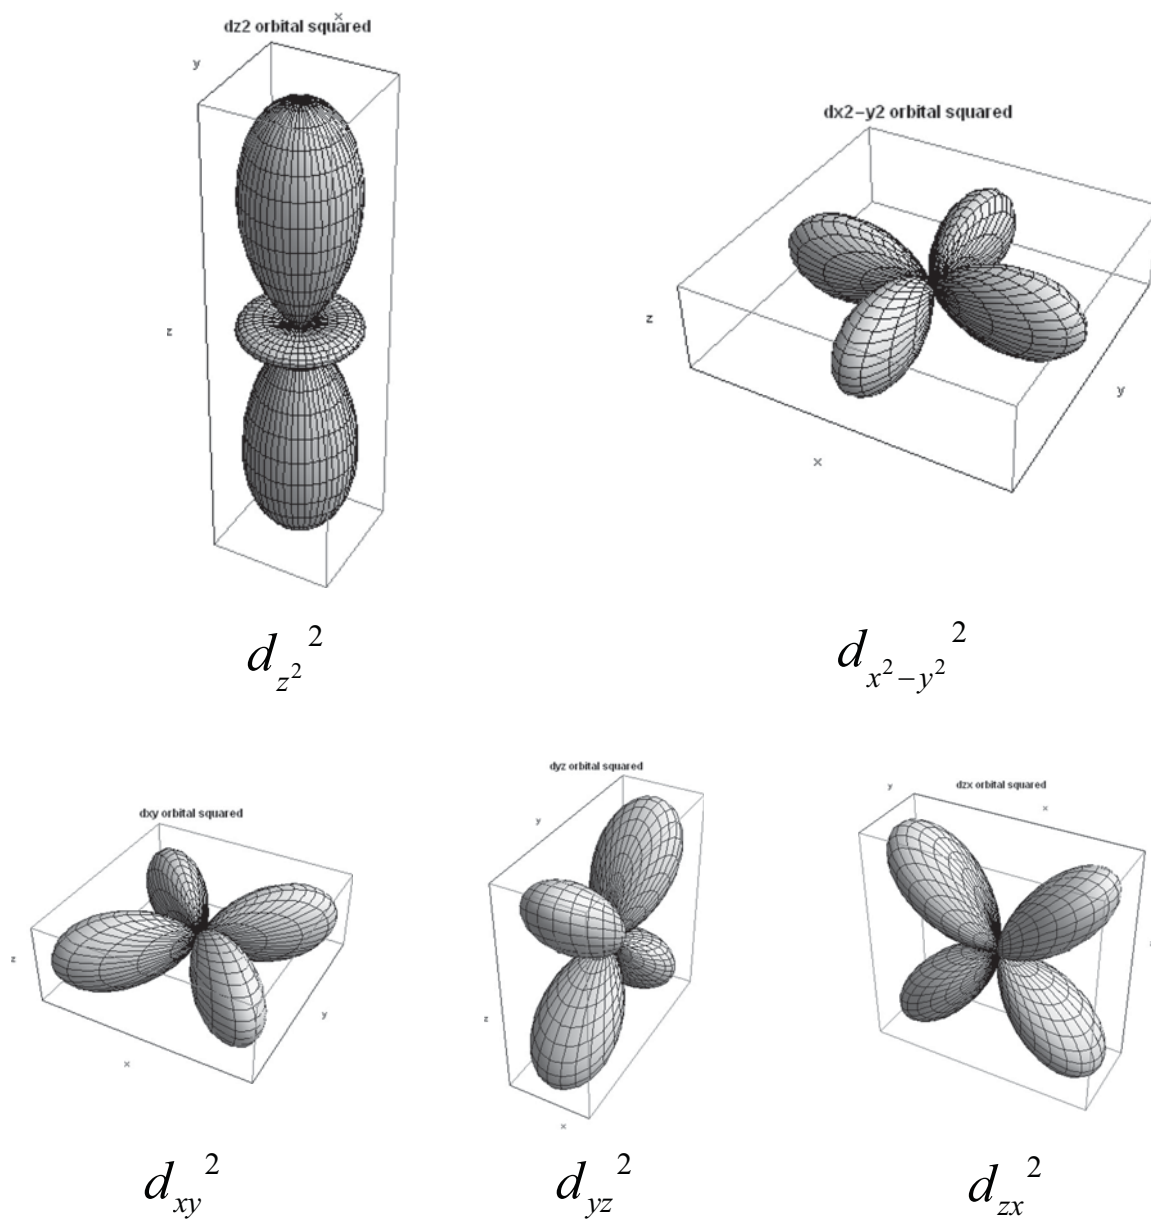 x
dz2 orbital squared
y
z
dx2-y2 orbital squared
z
y
x
d_{z^2}^2
d_{x^2-y^2}^2
dxy orbital squared
z
y
x
dyz orbital squared
y
z
x
dzx orbital squared
y
x
d_{xy}^2
d_{yz}^2
d_{zx}^2